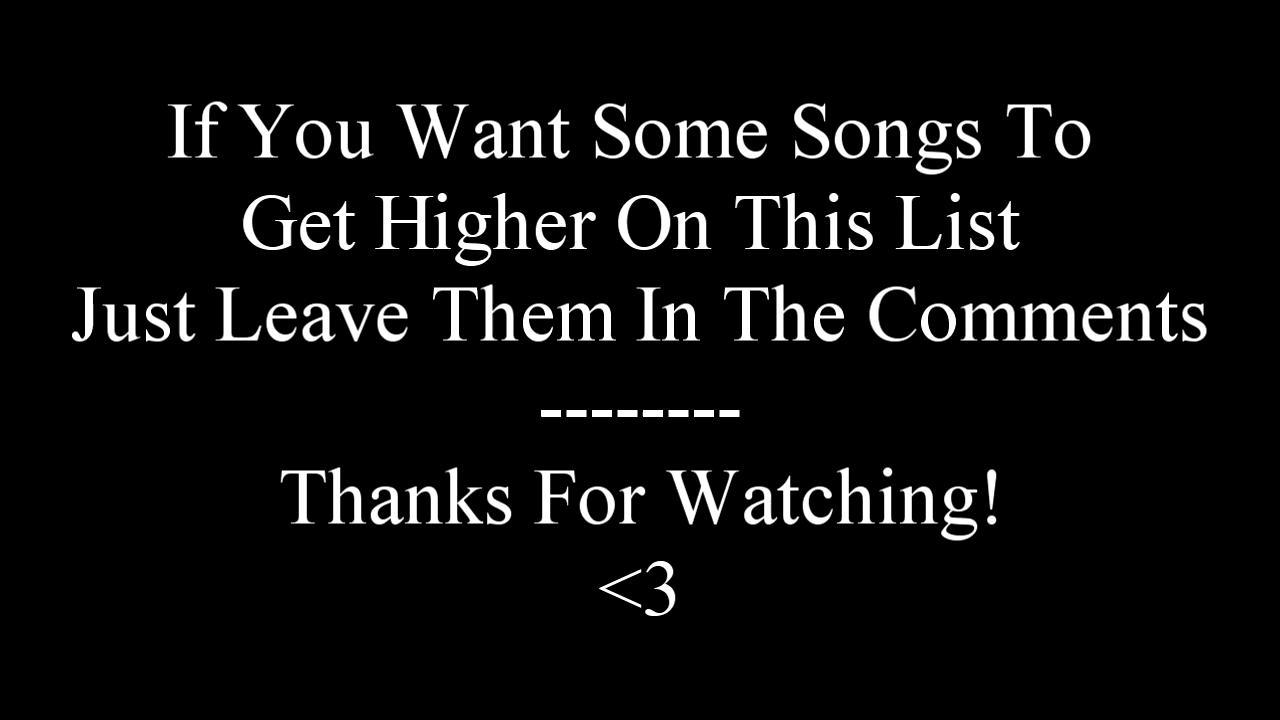 If You Want Some Songs To
Get Higher On This List
Just Leave Them In The Comments
--------
Thanks For Watching!
<3